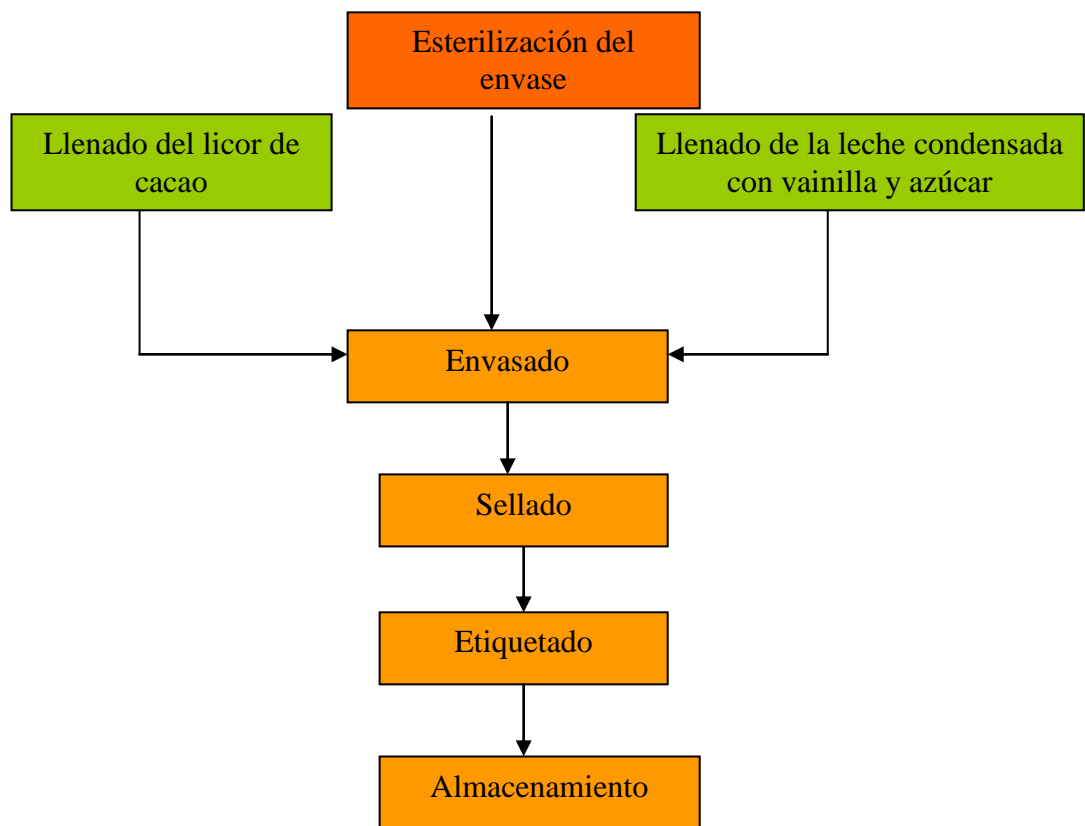 Esterilización del
envase
Llenado del licor de
cacao
Llenado de la leche condensada
con vainilla y azúcar
Envasado
Sellado
Etiquetado
Almacenamiento